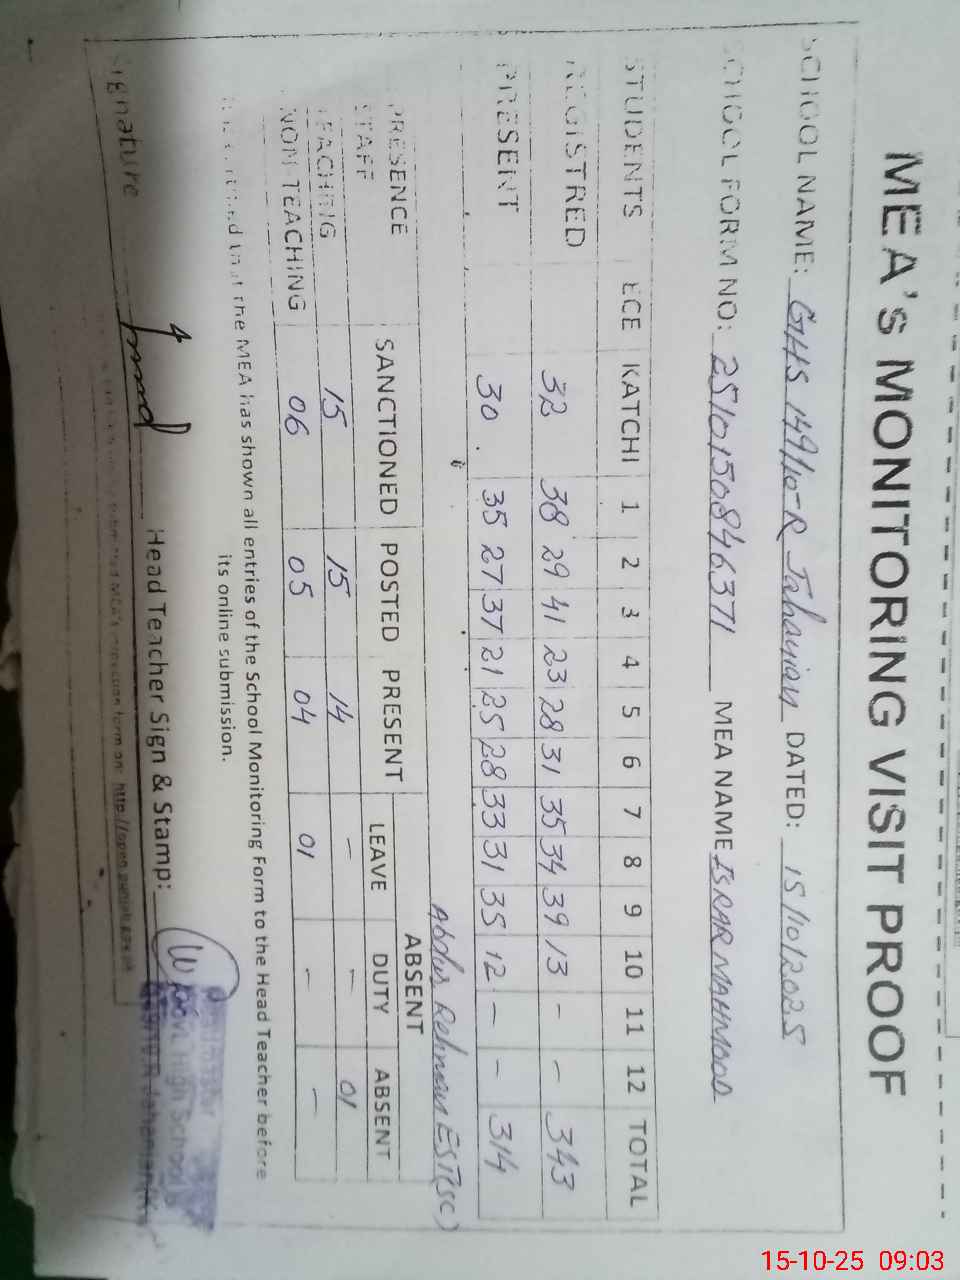 MEA's MONITORING VISIT PROOF
SCHOOL NAME: GHS 149/10-R Jahanian DATED: 15/10/2025
SCHOOL FORM NO: 2510150846371 MEA NAME ISRAR MAHMOOD
STUDENTS ECE KATCHI 1 2 3 4 5 6 7 8 9 10 11 12 TOTAL
REGISTRED 32 38 29 41 23 28 31 35 34 39 13 - - 343
PRESENT 30 35 27 37 21 25 28 33 31 35 12 - - 314
Abdur Rehman EST(SC)
PRESENCE SANCTIONED POSTED PRESENT ABSENT
STAFF LEAVE DUTY ABSENT
TEACHING 15 15 14 - - 01
NON-TEACHING 06 05 04 01 - -
that the MEA has shown all entries of the School Monitoring Form to the Head Teacher before
its online submission.
Signature Head Teacher Sign & Stamp:
Headmaster
Govt. High School
15-10-25 09:03